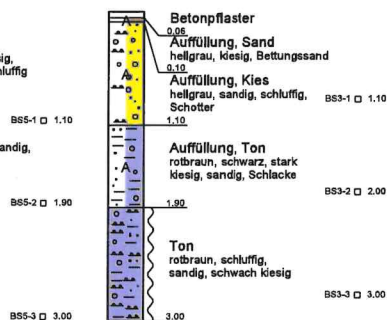 Betonpflaster
0,06
Auffüllung, Sand
hellgrau, kiesig, Bettungssand
0,10
Auffüllung, Kies
hellgrau, sandig, schluffig,
Schotter
A
A
BS5-1 1.10
1,10
BS3-1 1.10
Auffüllung, Ton
rotbraun, schwarz, stark
kiesig, sandig, Schlacke
A
BS5-2 1.90
1,90
BS3-2 2.00
Ton
rotbraun, schluffig,
sandig, schwach kiesig
BS5-3 3.00
3,00
BS3-3 3.00